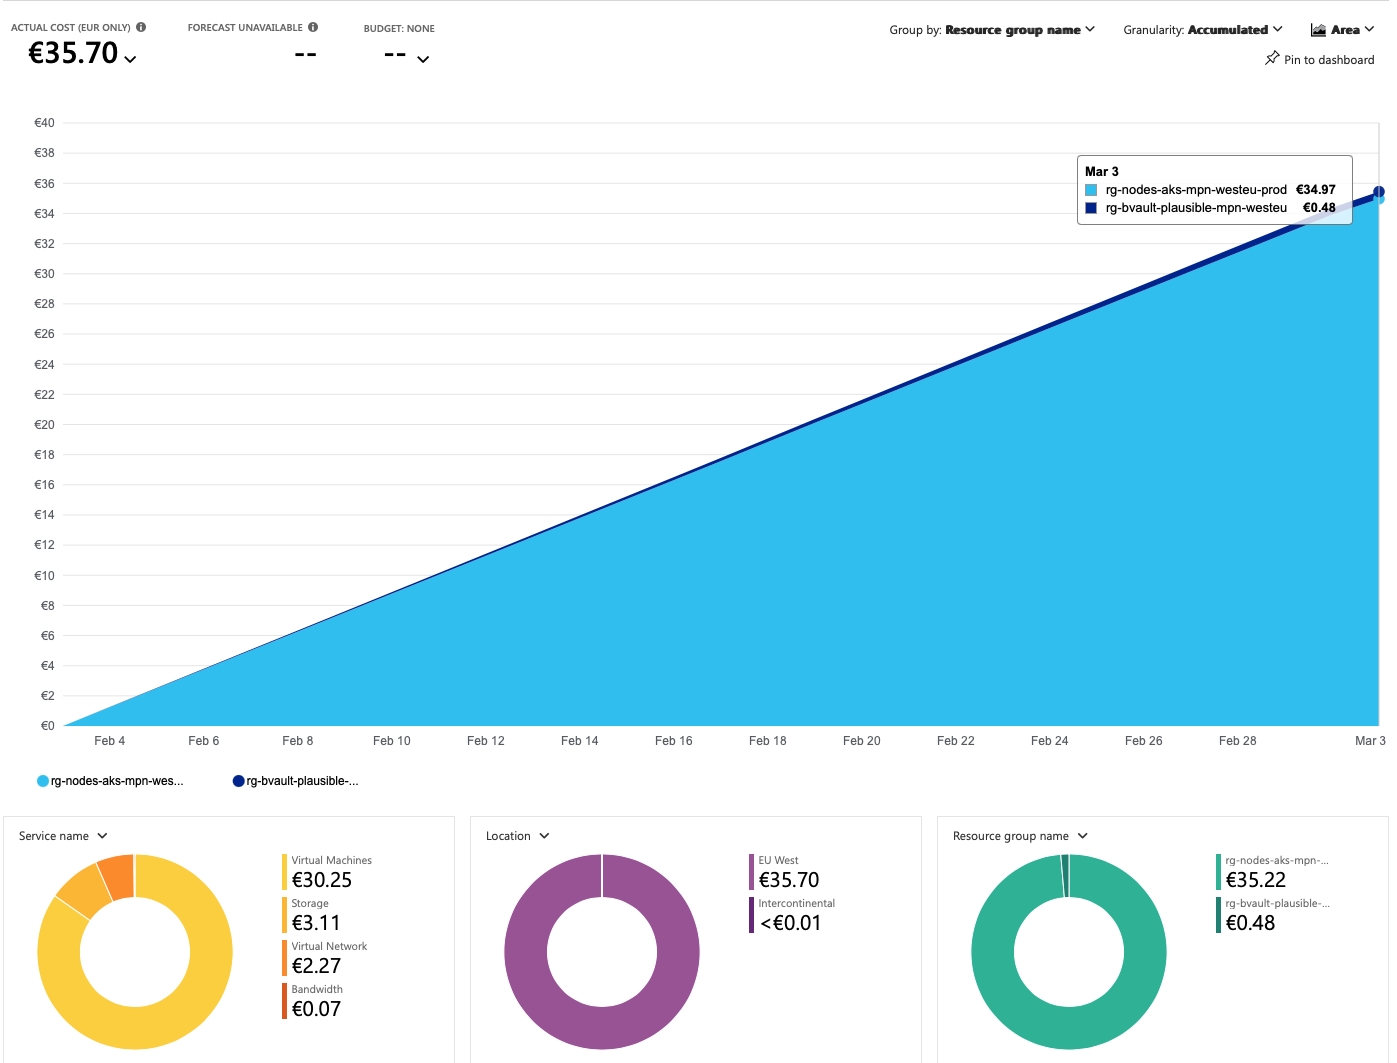 ACTUAL COST (EUR ONLY)
€35.70
FORECAST UNAVAILABLE
--
BUDGET: NONE
--
Group by: Resource group name
Granularity: Accumulated
Area
Pin to dashboard
€40
€38
€36
€34
€32
€30
€28
€26
€24
€22
€20
€18
€16
€14
€12
€10
€8
€6
€4
€2
€0
Mar 3
rg-nodes-aks-mpn-westeu-prod €34.97
rg-bvault-plausible-mpn-westeu €0.48
Feb 4 Feb 6 Feb 8 Feb 10 Feb 12 Feb 14 Feb 16 Feb 18 Feb 20 Feb 22 Feb 24 Feb 26 Feb 28 Mar 3
rg-nodes-aks-mpn-wes... rg-bvault-plausible-...
Service name
Virtual Machines
€30.25
Storage
€3.11
Virtual Network
€2.27
Bandwidth
€0.07
Location
EU West
€35.70
Intercontinental
<€0.01
Resource group name
rg-nodes-aks-mpn-...
€35.22
rg-bvault-plausible-...
€0.48